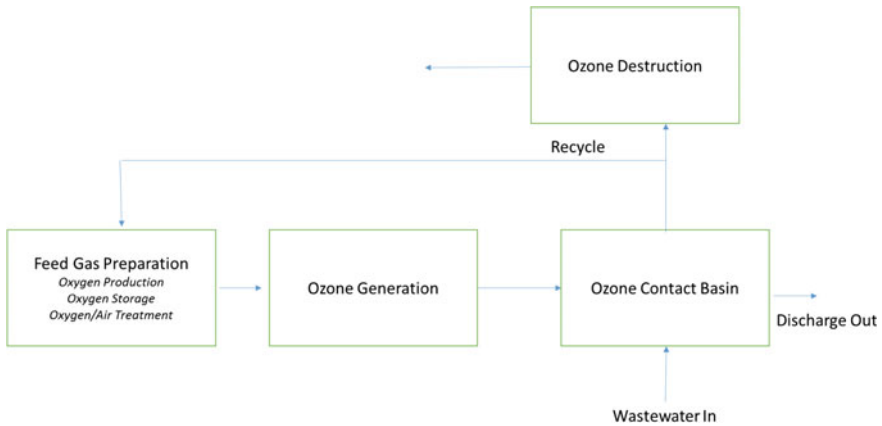 Ozone Destruction
Recycle
Feed Gas Preparation
Oxygen Production
Oxygen Storage
Oxygen/Air Treatment
Ozone Generation
Ozone Contact Basin
Discharge Out
Wastewater In